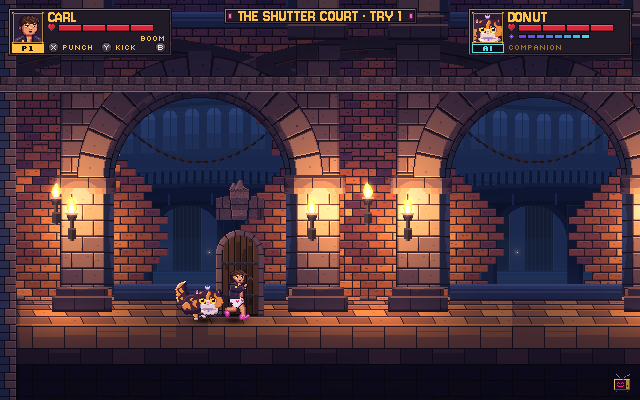 CARL
P1
X PUNCH Y KICK
BOOM
B
THE SHUTTER COURT · TRY 1
DONUT
AI
COMPANION